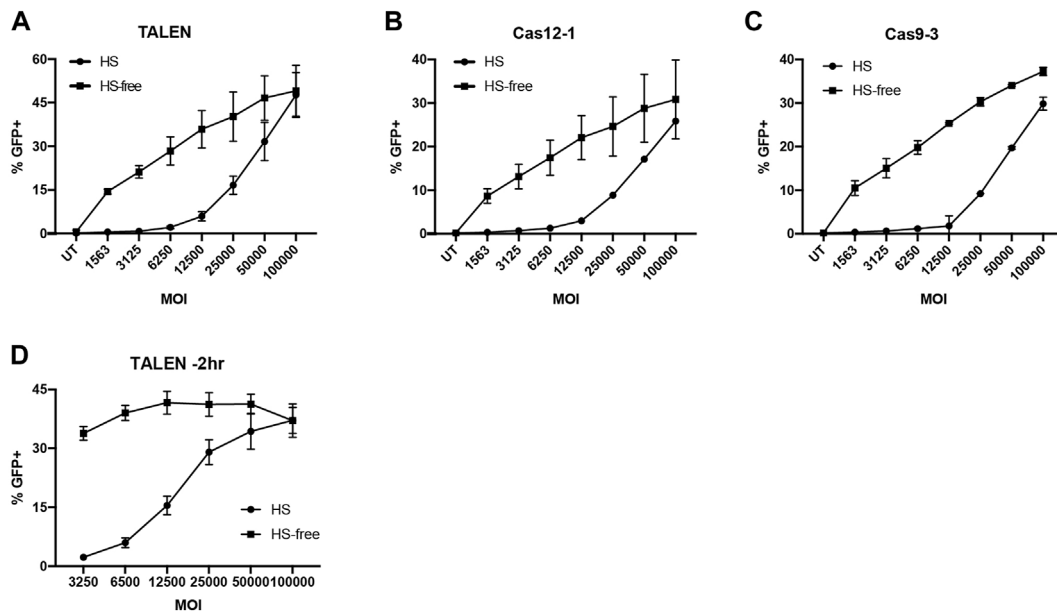 A
TALEN
HS
HS-free
% GFP+
60
45
30
15
0
UT
1563
3125
6250
12500
25000
50000
100000
MOI
B
Cas12-1
HS
HS-free
% GFP+
40
30
20
10
0
UT
1563
3125
6250
12500
25000
50000
100000
MOI
C
Cas9-3
HS
HS-free
% GFP+
40
30
20
10
0
UT
1563
3125
6250
12500
25000
50000
100000
MOI
D
TALEN -2hr
% GFP+
45
30
15
0
HS
HS-free
3250
6500
12500
25000
50000
100000
MOI